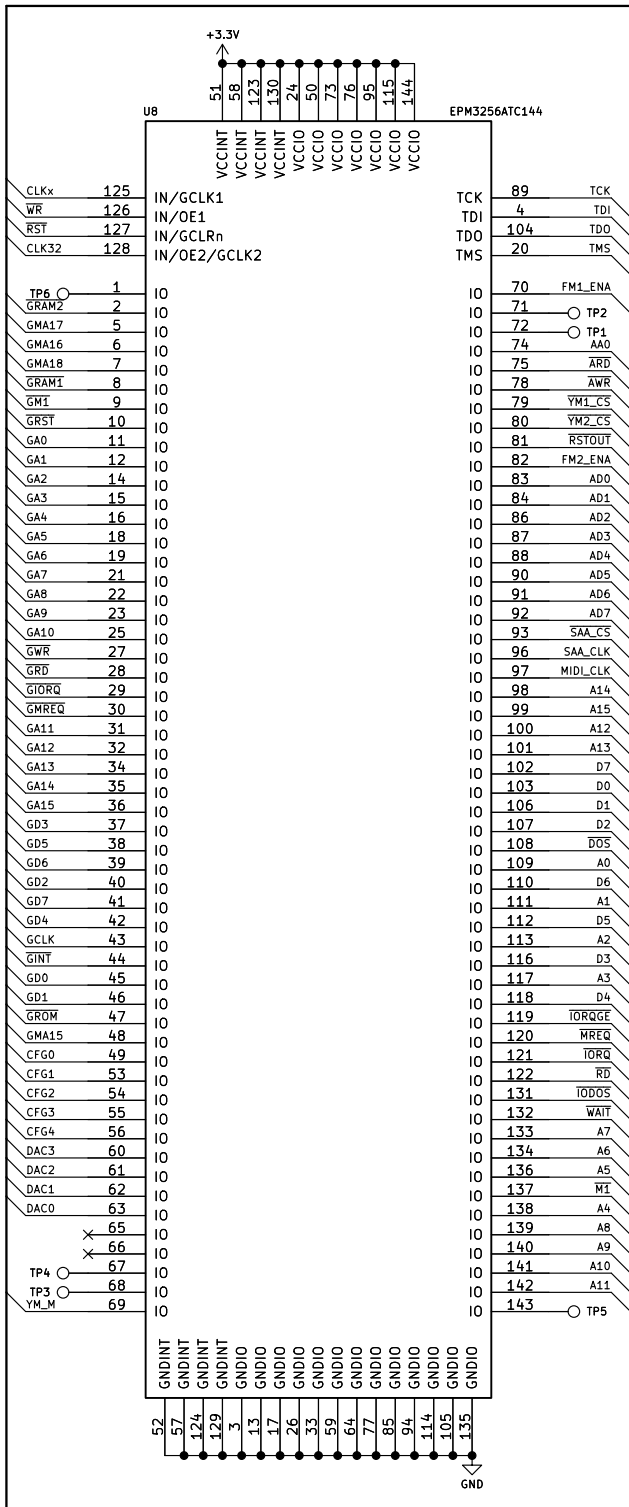 +3.3V
51 58 123 130 24 50 73 76 95 115 144
U8 EPM3256ATC144
VCCINT VCCINT VCCINT VCCINT VCCIO VCCIO VCCIO VCCIO VCCIO VCCIO VCCIO
CLKx 125 IN/GCLK1 TCK 89 TCK
WR 126 IN/OE1 TDI 4 TDI
RST 127 IN/GCLRn TDO 104 TDO
CLK32 128 IN/OE2/GCLK2 TMS 20 TMS
TP6 1 IO IO 70 FM1_ENA
GRAM2 2 IO IO 71 TP2
GMA17 5 IO IO 72 TP1
GMA16 6 IO IO 74 AA0
GMA18 7 IO IO 75 ARD
GRAM1 8 IO IO 78 AWR
GM1 9 IO IO 79 YM1_CS
GRST 10 IO IO 80 YM2_CS
GA0 11 IO IO 81 RSTOUT
GA1 12 IO IO 82 FM2_ENA
GA2 14 IO IO 83 AD0
GA3 15 IO IO 84 AD1
GA4 16 IO IO 86 AD2
GA5 18 IO IO 87 AD3
GA6 19 IO IO 88 AD4
GA7 21 IO IO 90 AD5
GA8 22 IO IO 91 AD6
GA9 23 IO IO 92 AD7
GA10 25 IO IO 93 SAA_CS
GWR 27 IO IO 96 SAA_CLK
GRD 28 IO IO 97 MIDI_CLK
GIORQ 29 IO IO 98 A14
GMREQ 30 IO IO 99 A15
GA11 31 IO IO 100 A12
GA12 32 IO IO 101 A13
GA13 34 IO IO 102 D7
GA14 35 IO IO 103 D0
GA15 36 IO IO 106 D1
GD3 37 IO IO 107 D2
GD5 38 IO IO 108 DOS
GD6 39 IO IO 109 A0
GD2 40 IO IO 110 D6
GD7 41 IO IO 111 A1
GD4 42 IO IO 112 D5
GCLK 43 IO IO 113 A2
GINT 44 IO IO 116 D3
GD0 45 IO IO 117 A3
GD1 46 IO IO 118 D4
GROM 47 IO IO 119 IORQGE
GMA15 48 IO IO 120 MREQ
CFG0 49 IO IO 121 IORQ
CFG1 53 IO IO 122 RD
CFG2 54 IO IO 131 IODOS
CFG3 55 IO IO 132 WAIT
CFG4 56 IO IO 133 A7
DAC3 60 IO IO 134 A6
DAC2 61 IO IO 136 A5
DAC1 62 IO IO 137 M1
DAC0 63 IO IO 138 A4
65 IO IO 139 A8
66 IO IO 140 A9
TP4 67 IO IO 141 A10
TP3 68 IO IO 142 A11
YM_M 69 IO IO 143 TP5
GNDINT GNDINT GNDINT GNDINT GNDIO GNDIO GNDIO GNDIO GNDIO GNDIO GNDIO GNDIO GNDIO GNDIO GNDIO GNDIO GNDIO
52 57 124 129 3 13 17 26 33 59 64 77 85 94 114 105 135
GND